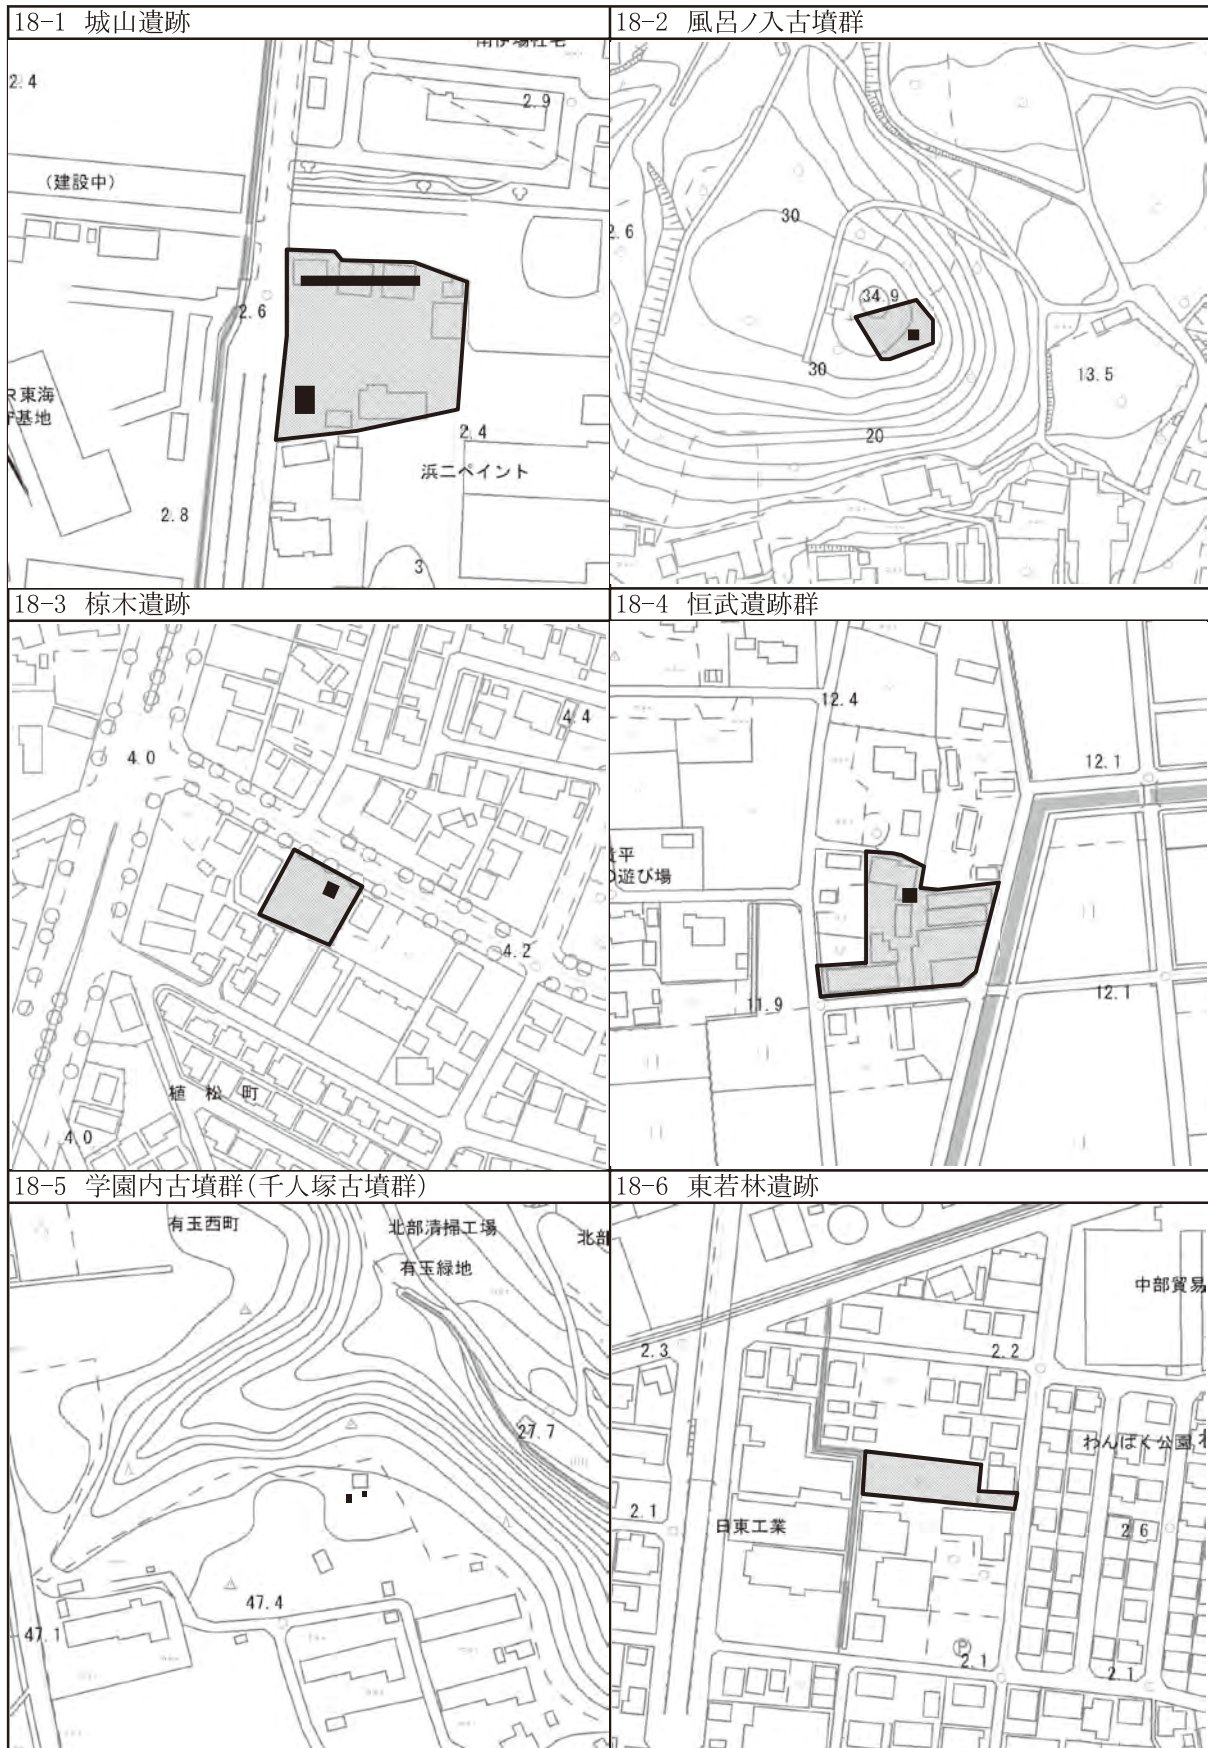 18-1 城山遺跡
2.4
2.9
(建設中)
2.6
R東海
2.4
浜二ペイント
2.8
3
18-2 風呂ノ入古墳群
30
2.6
34.9
30
13.5
20
18-3 椋木遺跡
4.4
4.0
4.2
植松町
4.0
18-4 恒武遺跡群
12.4
12.1
平
遊び場
11.9
12.1
18-5 学園内古墳群(千人塚古墳群)
有玉西町
北部清掃工場
北部
有玉緑地
27.7
47.4
47.1
18-6 東若林遺跡
中部貿易
2.3
2.2
わんぱく公園
2.1
日東工業
2.6
P
2.1
2.1